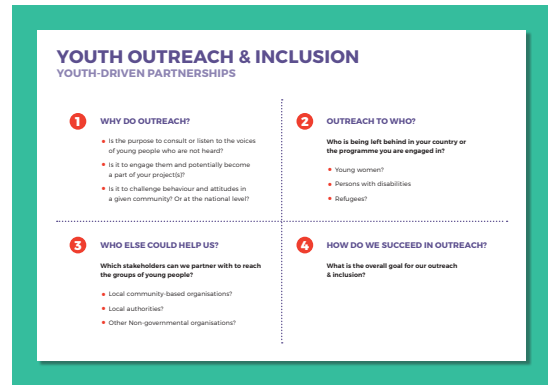 YOUTH OUTREACH & INCLUSION
YOUTH-DRIVEN PARTNERSHIPS
1 WHY DO OUTREACH?
• Is the purpose to consult or listen to the voices
of young people who are not heard?
• Is it to engage them and potentially become
a part of your project(s)?
• Is it to challenge behaviour and attitudes in
a given community? Or at the national level?
2 OUTREACH TO WHO?
Who is being left behind in your country or
the programme you are engaged in?
• Young women?
• Persons with disabilities
• Refugees?
3 WHO ELSE COULD HELP US?
Which stakeholders can we partner with to reach
the groups of young people?
• Local community-based organisations?
• Local authorities?
• Other Non-governmental organisations?
4 HOW DO WE SUCCEED IN OUTREACH?
What is the overall goal for our outreach
& inclusion?